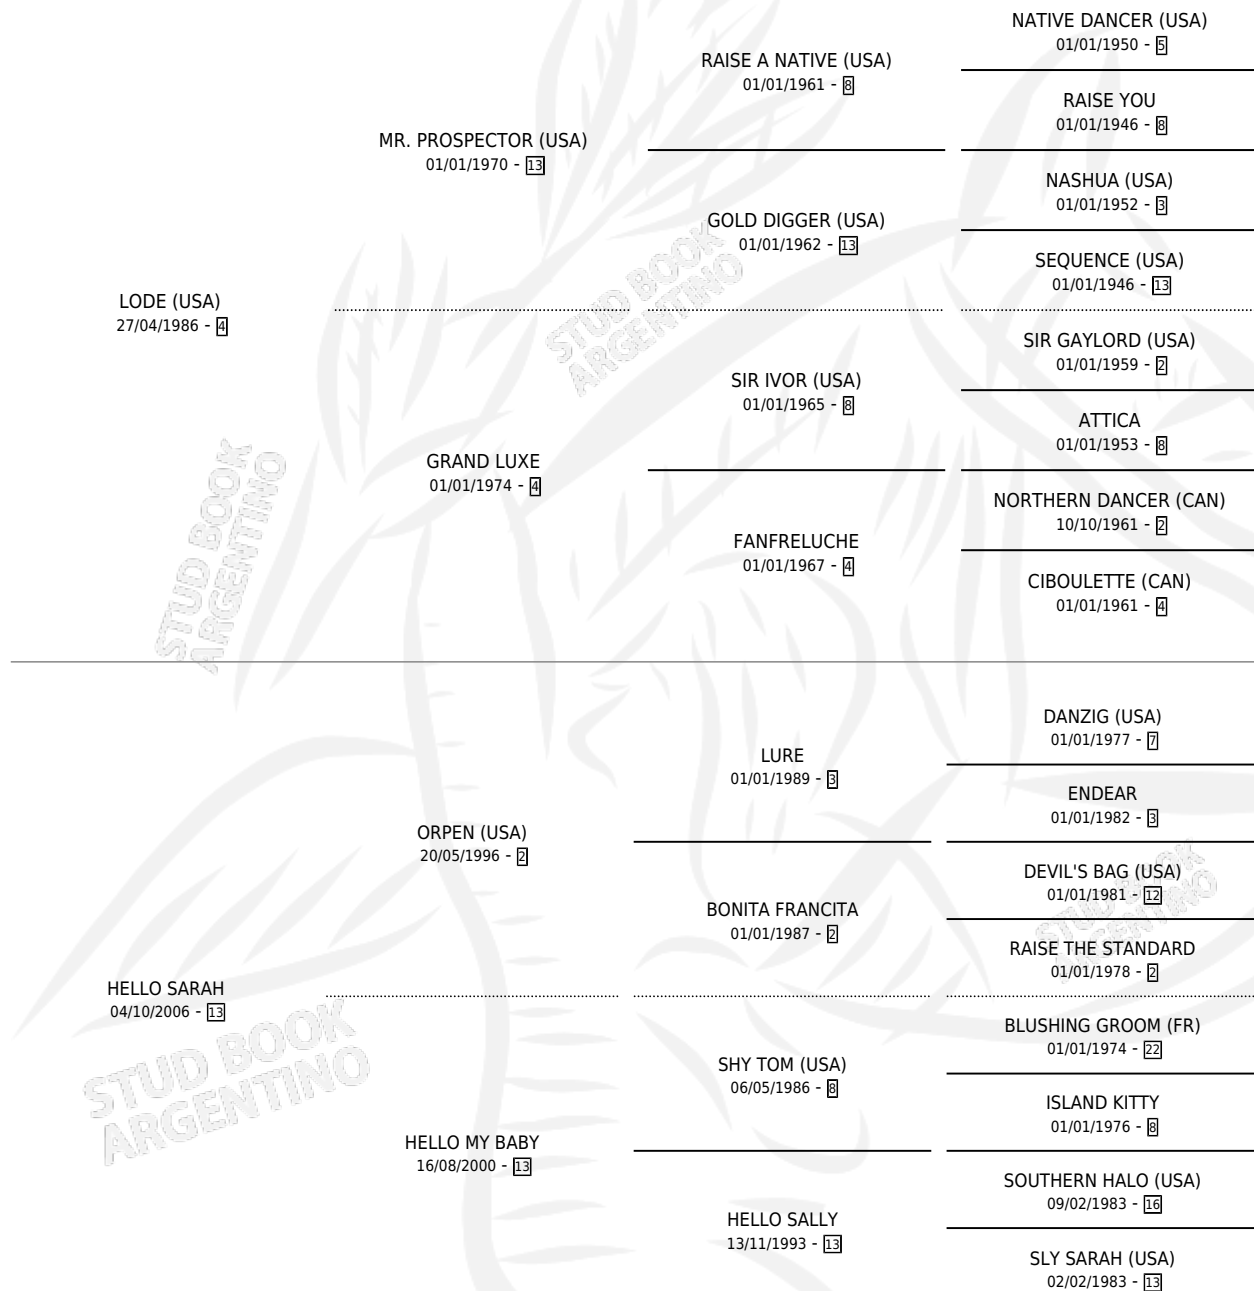 NATIVE DANCER (USA)
01/01/1950 - 5
RAISE A NATIVE (USA)
01/01/1961 - 8
RAISE YOU
01/01/1946 - 8
MR. PROSPECTOR (USA)
01/01/1970 - 13
NASHUA (USA)
01/01/1952 - 3
GOLD DIGGER (USA)
01/01/1962 - 13
SEQUENCE (USA)
01/01/1946 - 13
LODE (USA)
27/04/1986 - 4
SIR GAYLORD (USA)
01/01/1959 - 2
SIR IVOR (USA)
01/01/1965 - 8
ATTICA
01/01/1953 - 8
GRAND LUXE
01/01/1974 - 4
NORTHERN DANCER (CAN)
10/10/1961 - 2
FANFRELUCHE
01/01/1967 - 4
CIBOULETTE (CAN)
01/01/1961 - 4
DANZIG (USA)
01/01/1977 - 7
LURE
01/01/1989 - 3
ENDEAR
01/01/1982 - 3
ORPEN (USA)
20/05/1996 - 2
DEVIL'S BAG (USA)
01/01/1981 - 12
BONITA FRANCITA
01/01/1987 - 2
RAISE THE STANDARD
01/01/1978 - 2
HELLO SARAH
04/10/2006 - 13
BLUSHING GROOM (FR)
01/01/1974 - 22
SHY TOM (USA)
06/05/1986 - 8
ISLAND KITTY
01/01/1976 - 8
HELLO MY BABY
16/08/2000 - 13
SOUTHERN HALO (USA)
09/02/1983 - 16
HELLO SALLY
13/11/1993 - 13
SLY SARAH (USA)
02/02/1983 - 13
STUD BOOK
ARGENTINO
STUD BOOK
ARGENTINO
STUD BOOK
ARGENTINO
STUD BOOK
ARGENTINO